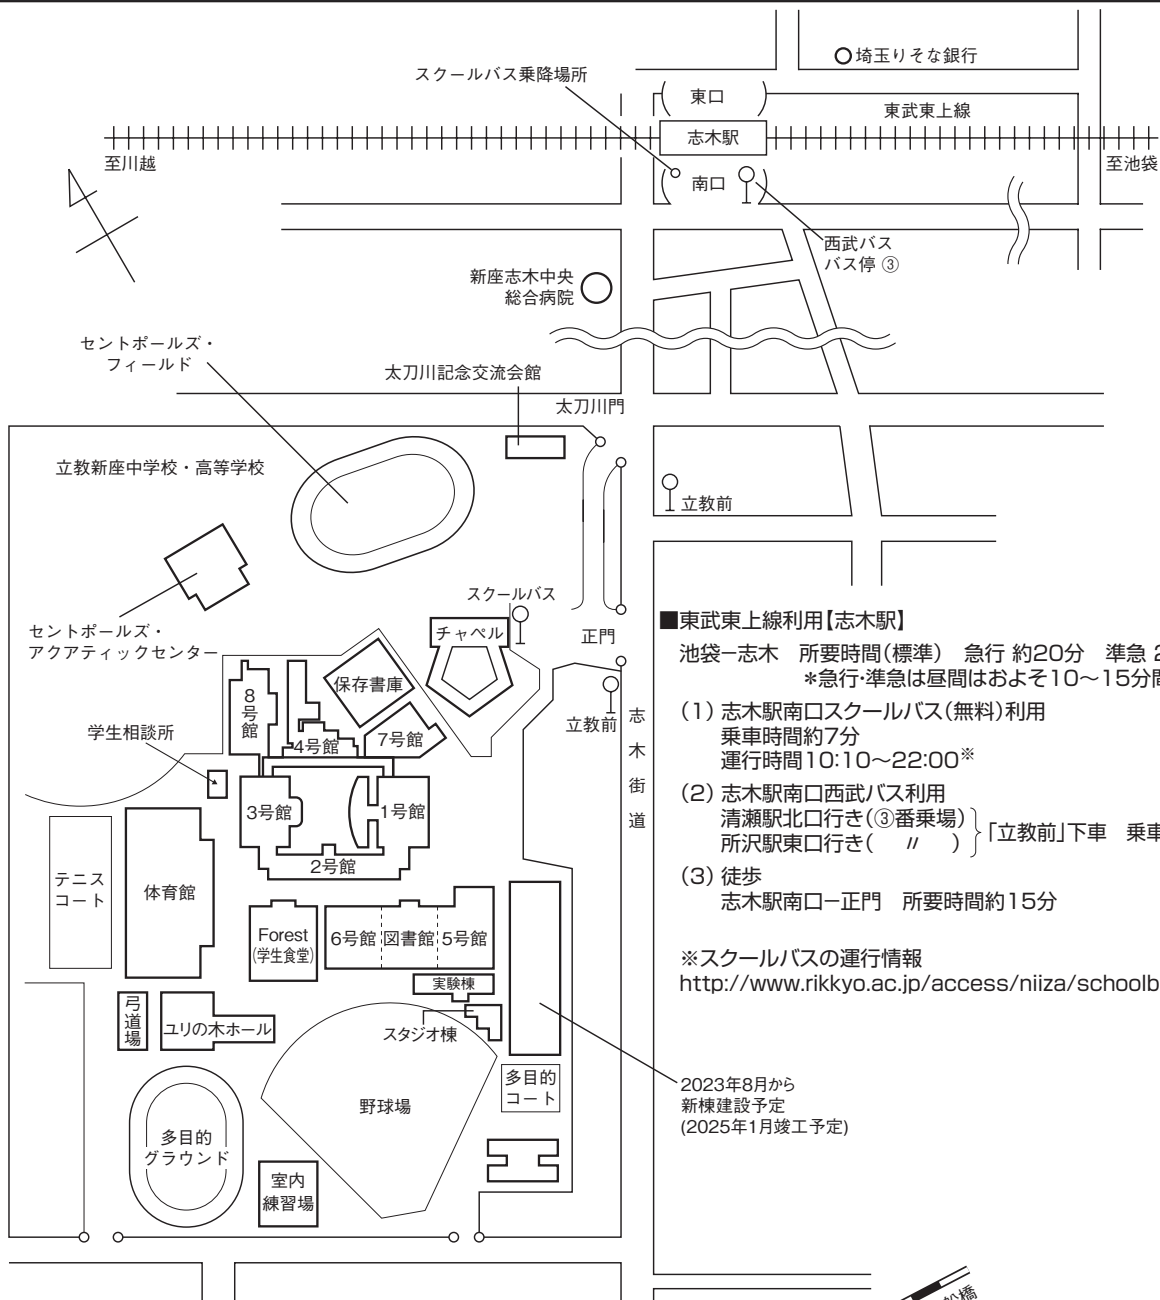 埼玉りそな銀行
スクールバス乗降場所
東口
東武東上線
志木駅
至川越
至池袋
南口
西武バス
バス停 ③
新座志木中央
総合病院
セントポールズ・
フィールド
太刀川記念交流会館
太刀川門
立教新座中学校・高等学校
立教前
スクールバス
セントポールズ・
アクアティックセンター
チャペル
正門
保存書庫
8号館
立教前
志木街道
学生相談所
4号館
7号館
3号館
1号館
2号館
テニス
コート
体育館
Forest
(学生食堂)
6号館
図書館
5号館
実験棟
弓道場
ユリの木ホール
スタジオ棟
多目的
コート
野球場
多目的
グラウンド
室内
練習場
2023年8月から
新棟建設予定
(2025年1月竣工予定)
■東武東上線利用【志木駅】
池袋−志木 所要時間(標準) 急行 約20分 準急 2
*急行・準急は昼間はおよそ10〜15分間
(1) 志木駅南口スクールバス(無料)利用
乗車時間約7分
運行時間10:10〜22:00※
(2) 志木駅南口西武バス利用
清瀬駅北口行き(③番乗場)
所沢駅東口行き( 〃 )
「立教前」下車 乗車
(3) 徒歩
志木駅南口−正門 所要時間約15分
※スクールバスの運行情報
http://www.rikkyo.ac.jp/access/niiza/schoolb